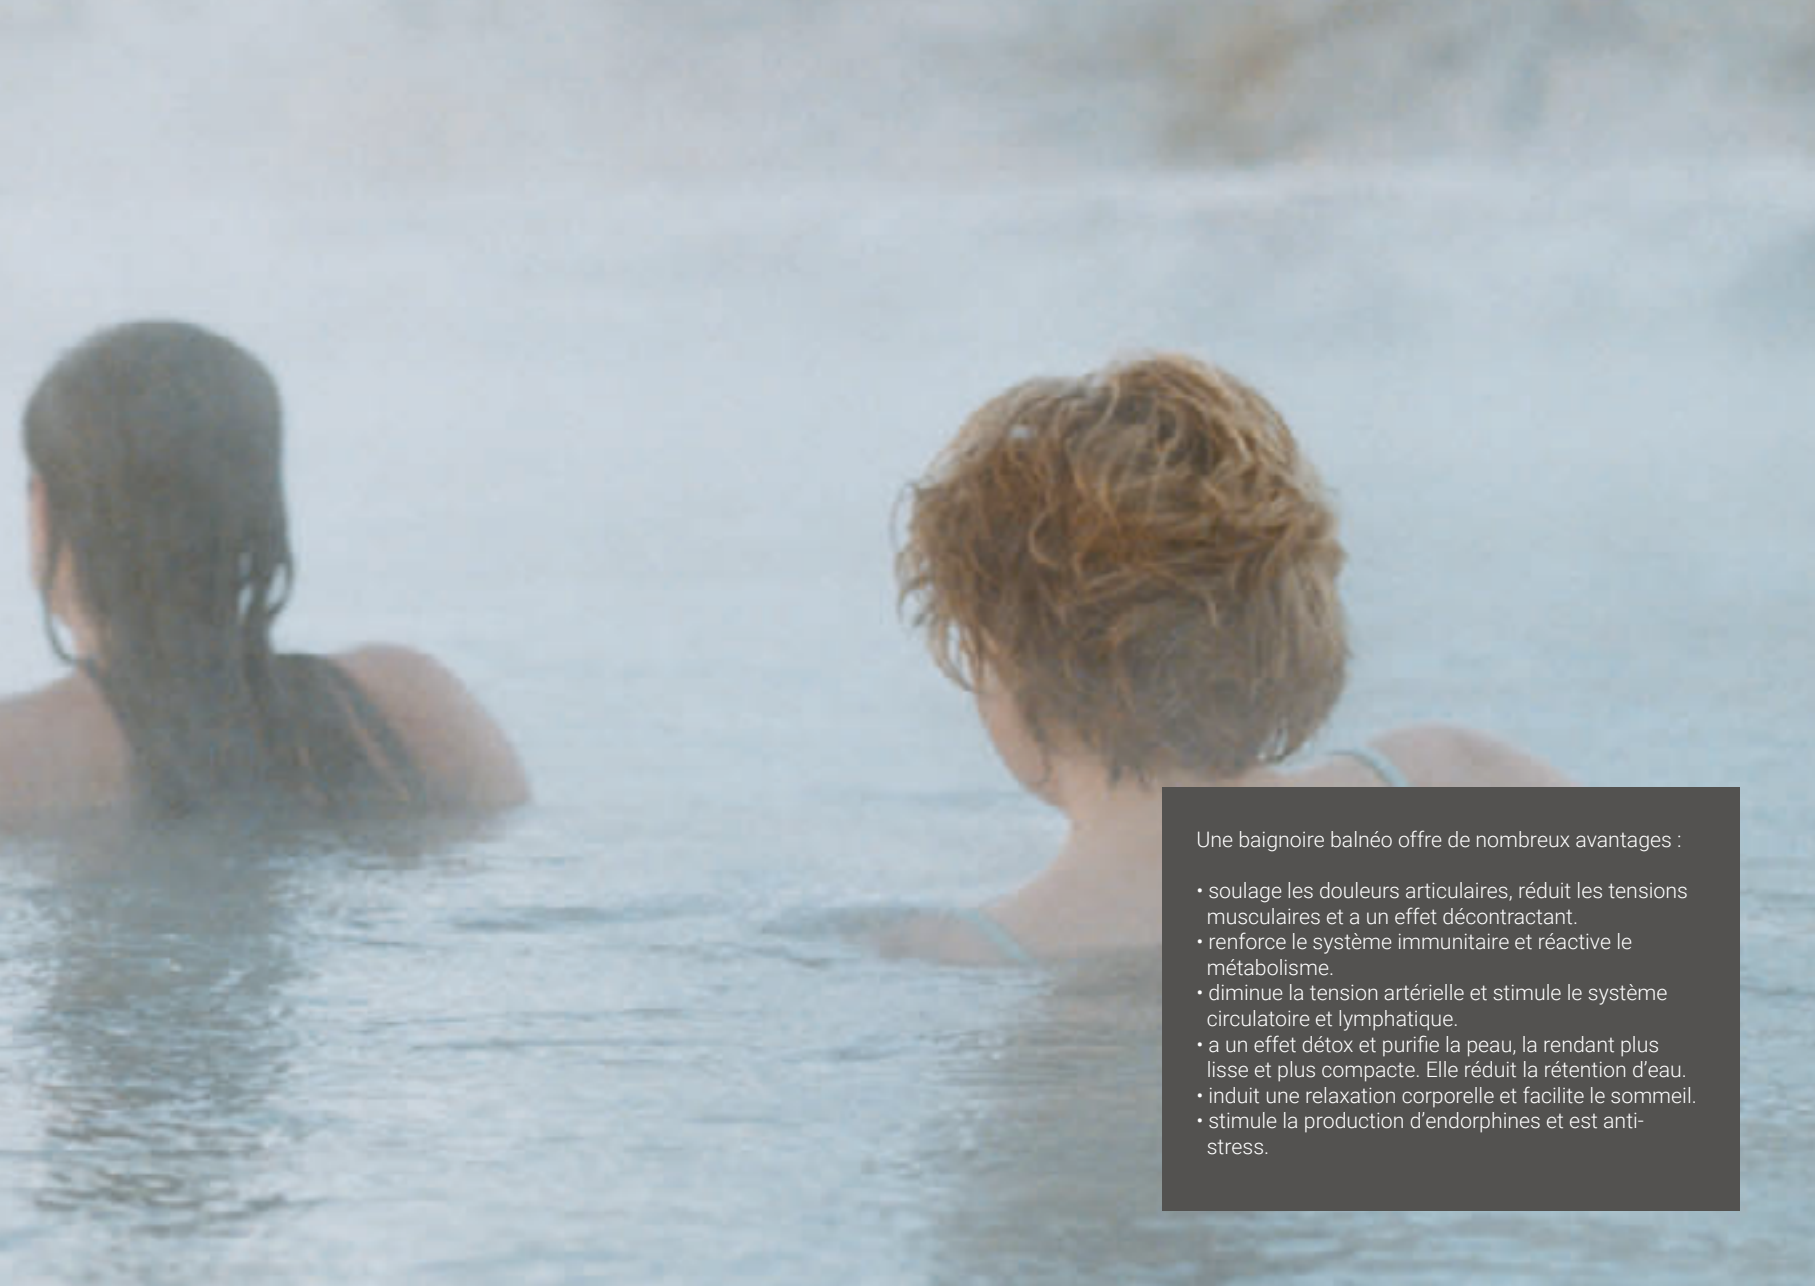 Une baignoire balnéo offre de nombreux avantages :
• soulage les douleurs articulaires, réduit les tensions
musculaires et a un effet décontractant.
• renforce le système immunitaire et réactive le
métabolisme.
• diminue la tension artérielle et stimule le système
circulatoire et lymphatique.
• a un effet détox et purifie la peau, la rendant plus
lisse et plus compacte. Elle réduit la rétention d’eau.
• induit une relaxation corporelle et facilite le sommeil.
• stimule la production d’endorphines et est anti-
stress.